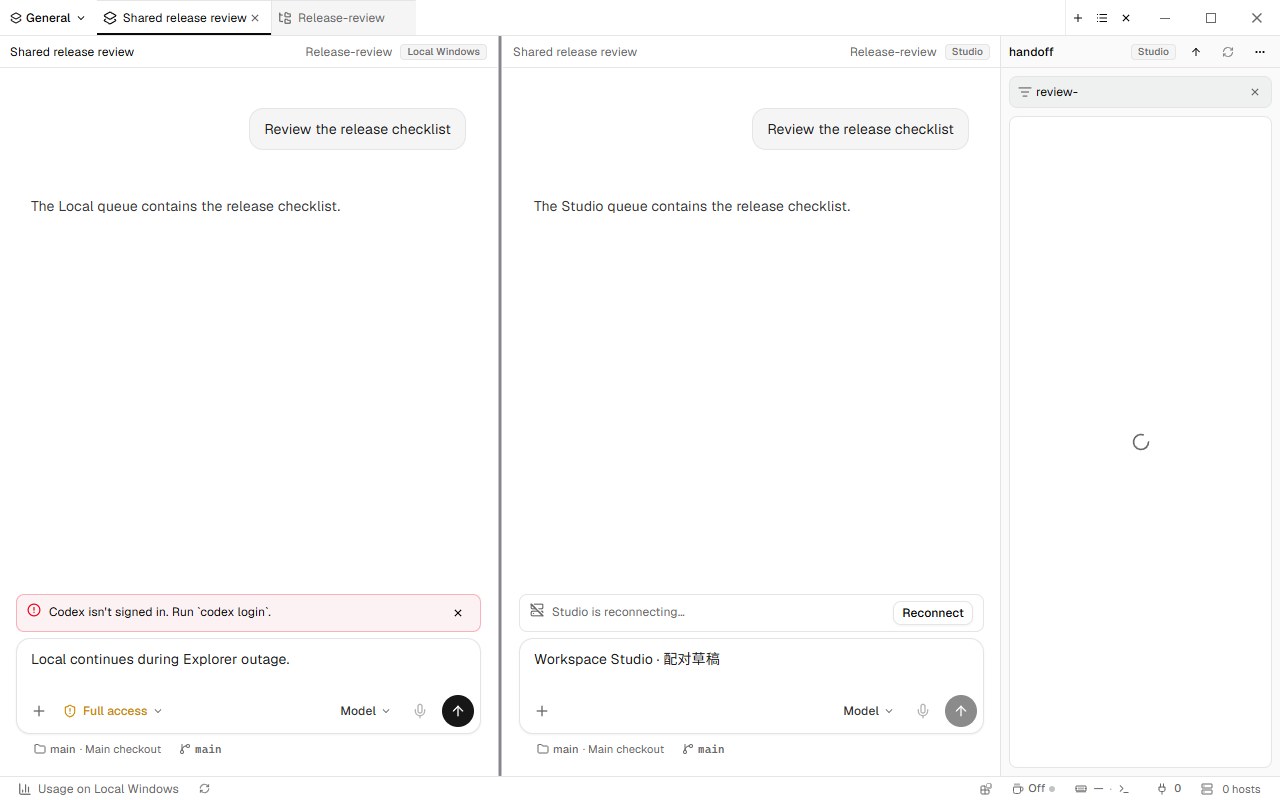 General
Shared release review
Release-review
Shared release review
Release-review
Local Windows
Review the release checklist
The Local queue contains the release checklist.
Codex isn't signed in. Run `codex login`.
Local continues during Explorer outage.
Full access
Model
main · Main checkout
main
Shared release review
Release-review
Studio
Review the release checklist
The Studio queue contains the release checklist.
Studio is reconnecting…
Reconnect
Workspace Studio · 配对草稿
Model
main · Main checkout
main
handoff
Studio
review-
Usage on Local Windows
Off
— ·
0
0 hosts